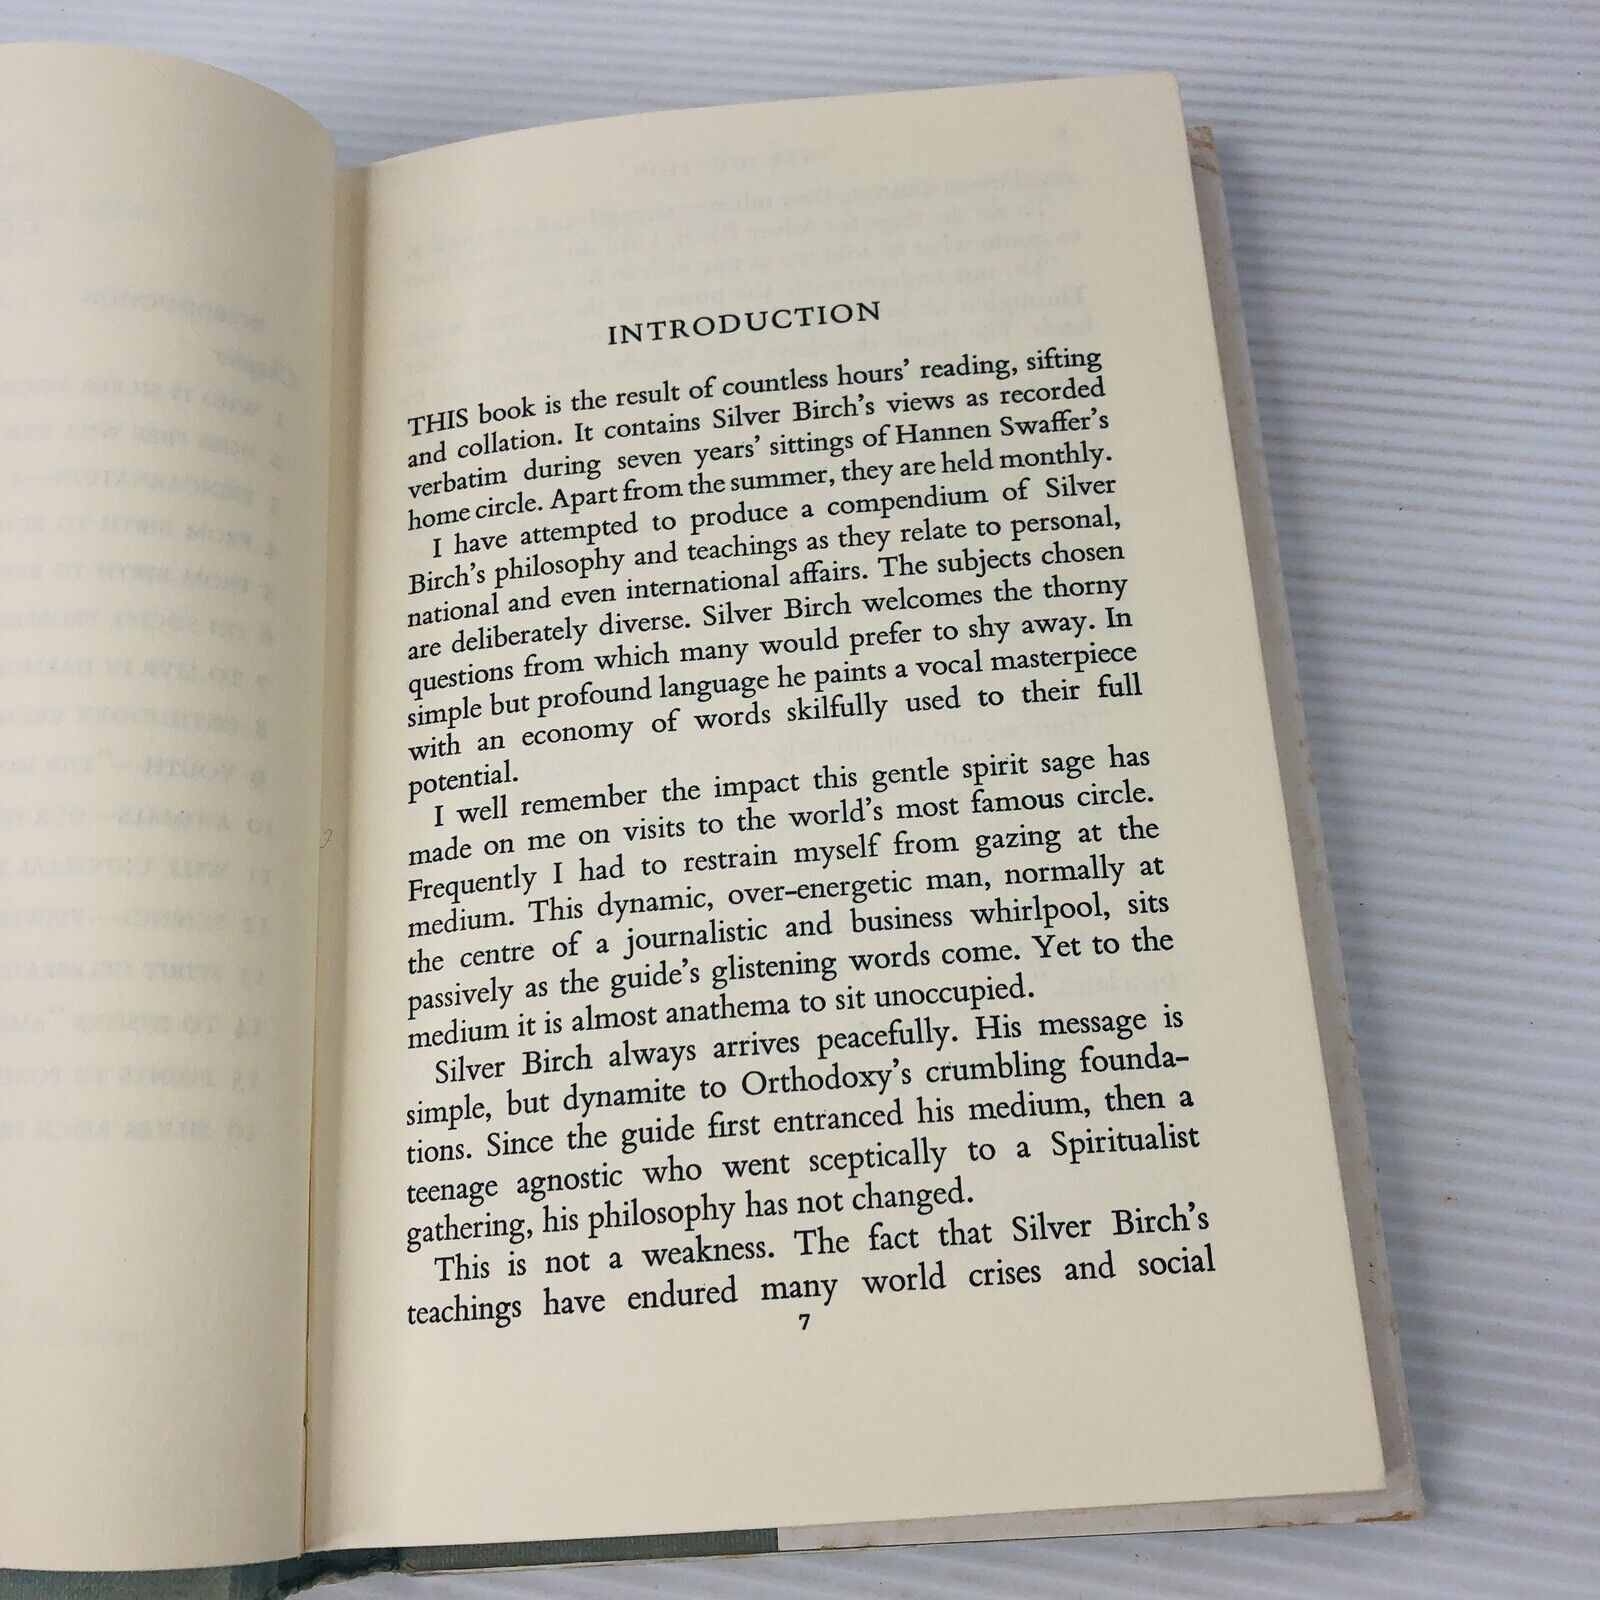 INTRODUCTION
THIS book is the result of countless hours' reading, sifting
and collation. It contains Silver Birch's views as recorded
verbatim during seven years' sittings of Hannen Swaffer's
home circle. Apart from the summer, they are held monthly.
I have attempted to produce a compendium of Silver
Birch's philosophy and teachings as they relate to personal,
national and even international affairs. The subjects chosen
are deliberately diverse. Silver Birch welcomes the thorny
questions from which many would prefer to shy away. In
simple but profound language he paints a vocal masterpiece
with an economy of words skilfully used to their full
potential.
I well remember the impact this gentle spirit sage has
made on me on visits to the world's most famous circle.
Frequently I had to restrain myself from gazing at the
medium. This dynamic, over-energetic man, normally at
the centre of a journalistic and business whirlpool, sits
passively as the guide's glistening words come. Yet to the
medium it is almost anathema to sit unoccupied.
Silver Birch always arrives peacefully. His message is
simple, but dynamite to Orthodoxy's crumbling founda-
tions. Since the guide first entranced his medium, then a
teenage agnostic who went sceptically to a Spiritualist
gathering, his philosophy has not changed.
This is not a weakness. The fact that Silver Birch's
teachings have endured many world crises and social
7